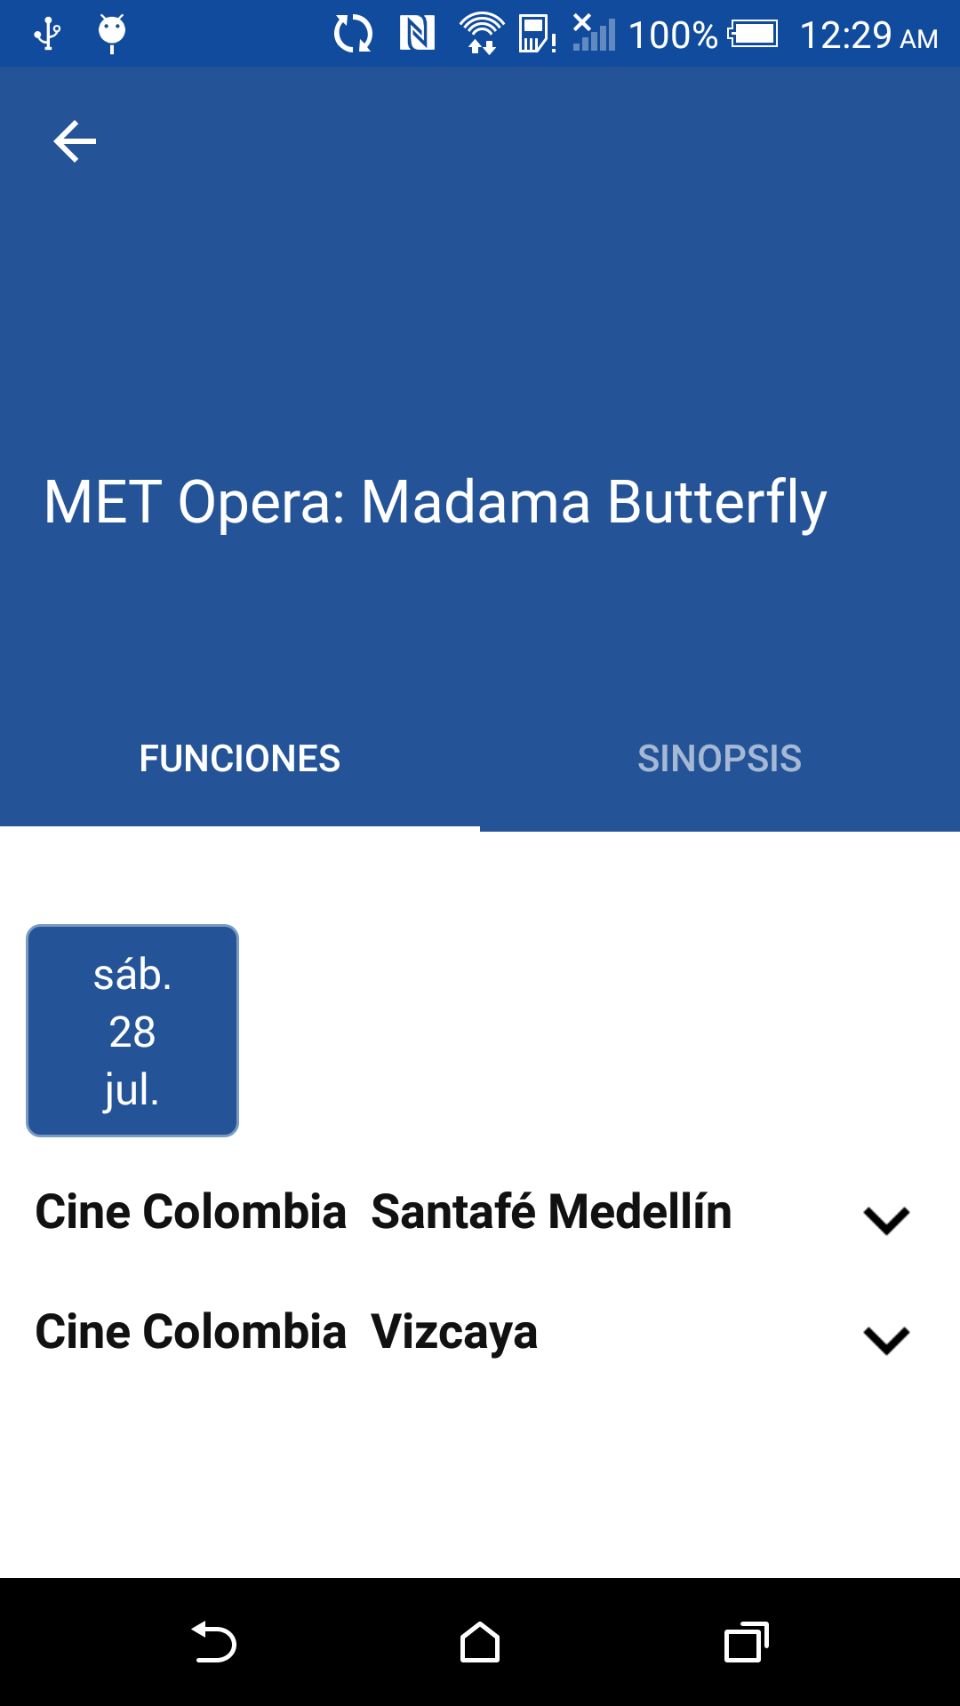 100% 12:29 AM
MET Opera: Madama Butterfly
FUNCIONES SINOPSIS
sáb.
28
jul.
Cine Colombia  Santafé Medellín
Cine Colombia  Vizcaya